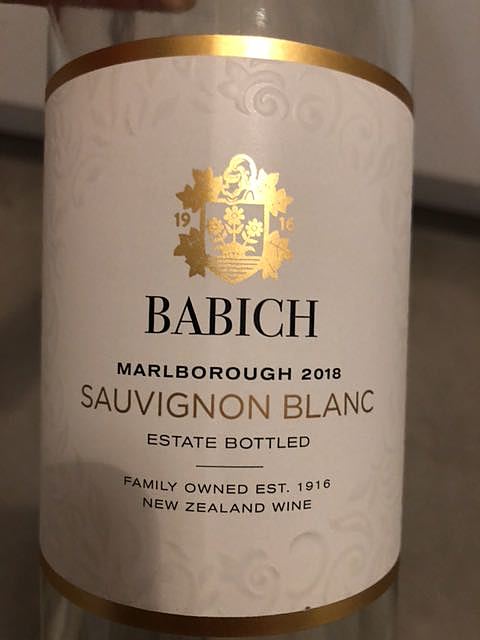 19 16
BABICH
MARLBOROUGH 2018
SAUVIGNON BLANC
ESTATE BOTTLED
FAMILY OWNED EST. 1916
NEW ZEALAND WINE